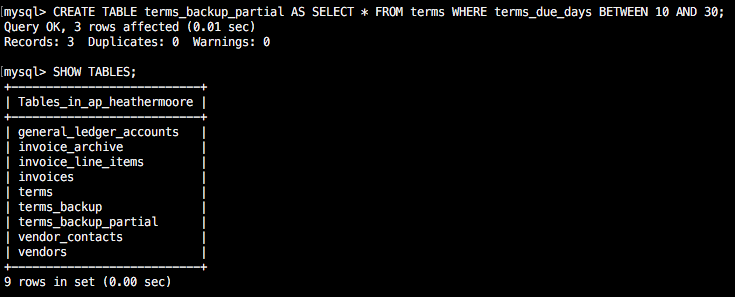 [mysql> CREATE TABLE terms_backup_partial AS SELECT * FROM terms WHERE terms_due_days BETWEEN 10 AND 30;
Query OK, 3 rows affected (0.01 sec)
Records: 3  Duplicates: 0  Warnings: 0
[mysql> SHOW TABLES;
+---------------------------+
| Tables_in_ap_heathermoore |
+---------------------------+
| general_ledger_accounts   |
| invoice_archive           |
| invoice_line_items        |
| invoices                  |
| terms                     |
| terms_backup              |
| terms_backup_partial      |
| vendor_contacts           |
| vendors                   |
+---------------------------+
9 rows in set (0.00 sec)